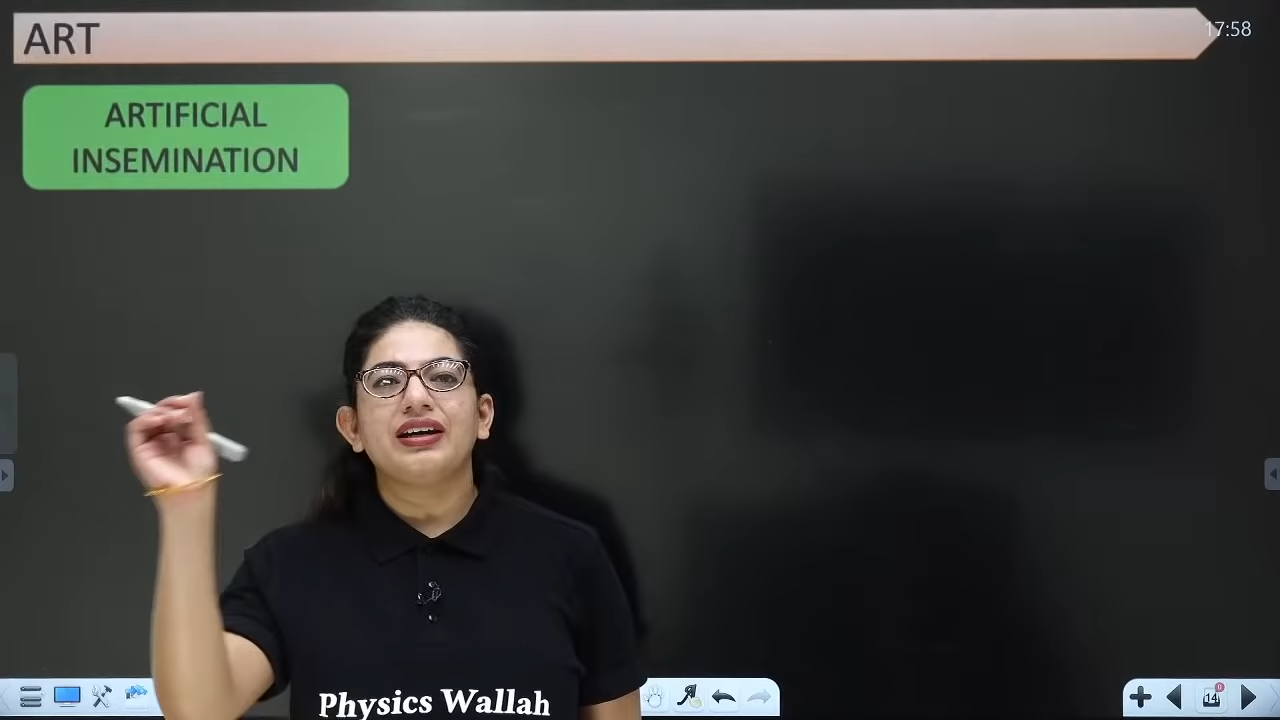 ART
17:58
ARTIFICIAL
INSEMINATION
Physics Wallah
14